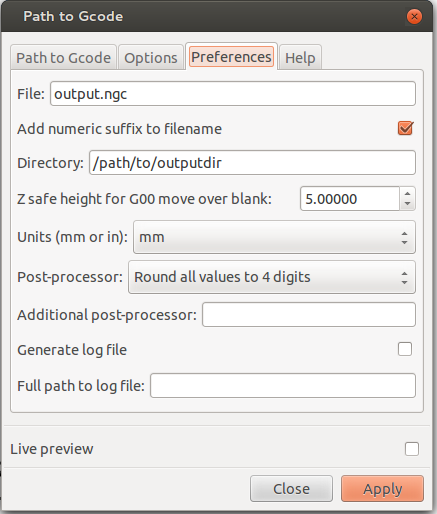 Path to Gcode
Path to Gcode Options Preferences Help
File: output.ngc
Add numeric suffix to filename
Directory: /path/to/outputdir
Z safe height for G00 move over blank: 5.00000
Units (mm or in): mm
Post-processor: Round all values to 4 digits
Additional post-processor:
Generate log file
Full path to log file:
Live preview
Close Apply